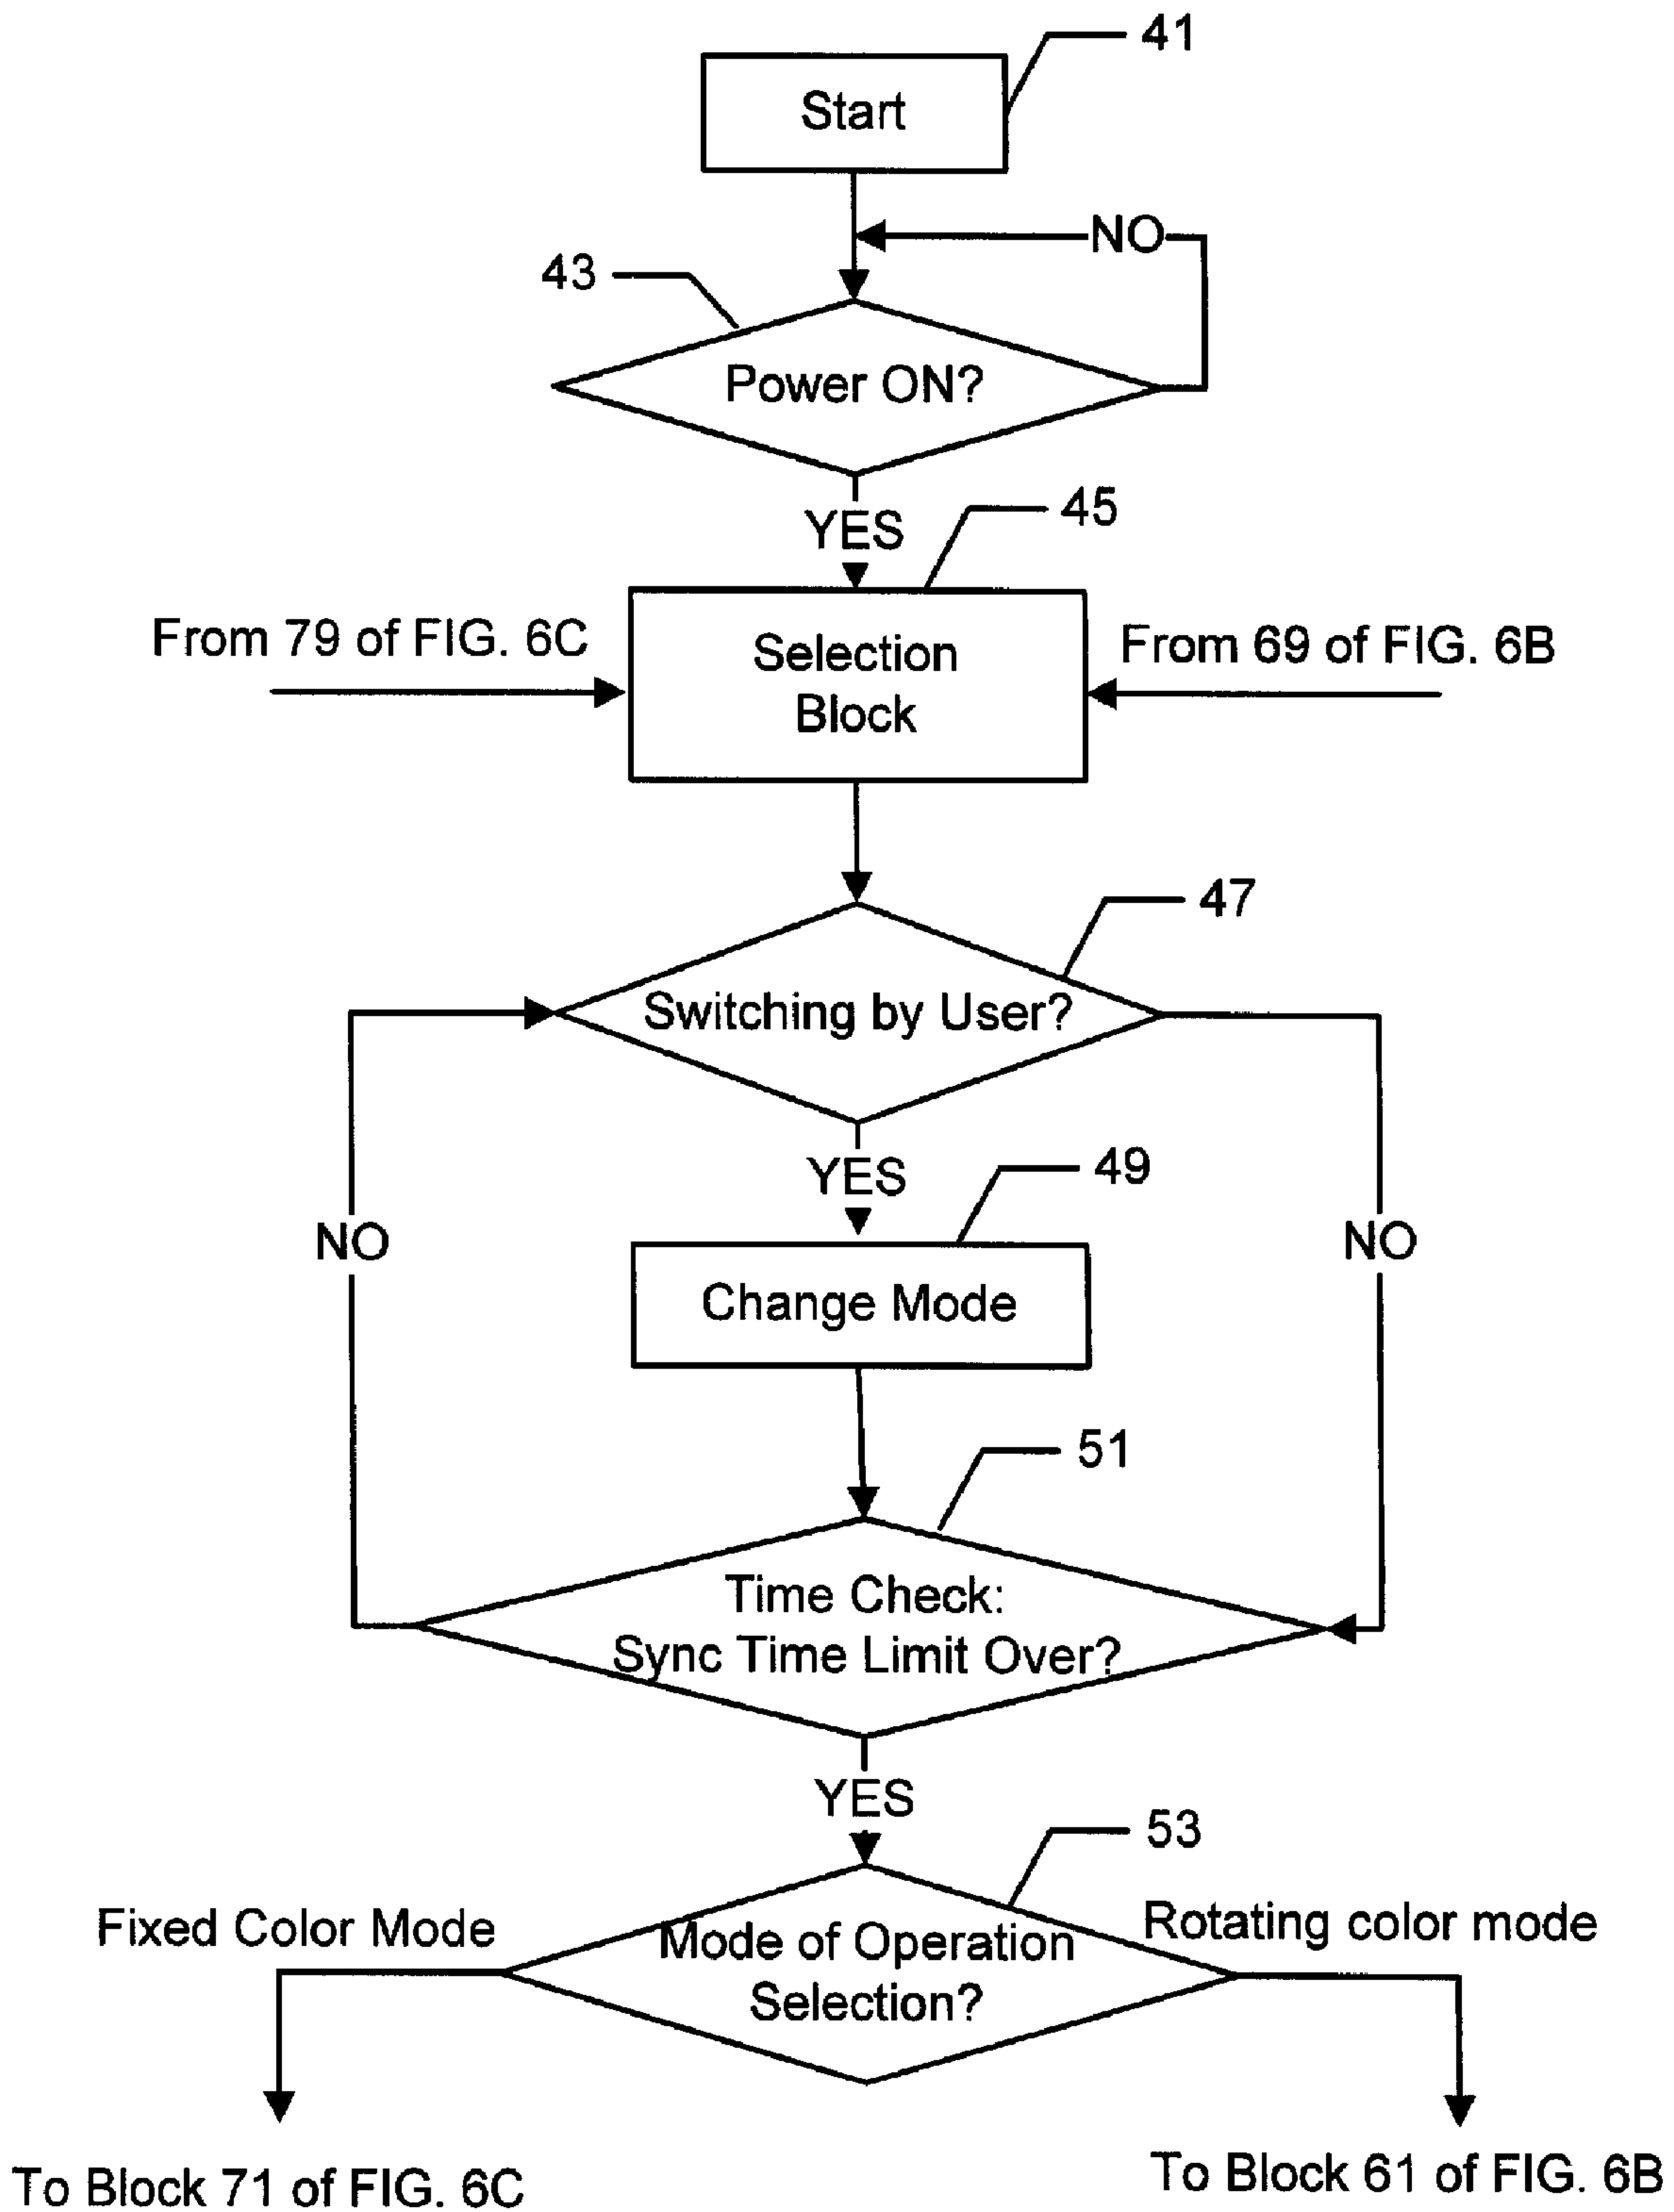 41
Start
NO
43
Power ON?
45
YES
From 79 of FIG. 6C
Selection
Block
From 69 of FIG. 6B
47
Switching by User?
YES
49
NO
NO
Change Mode
51
Time Check:
Sync Time Limit Over?
YES
53
Fixed Color Mode
Mode of Operation
Selection?
Rotating color mode
To Block 71 of FIG. 6C
To Block 61 of FIG. 6B